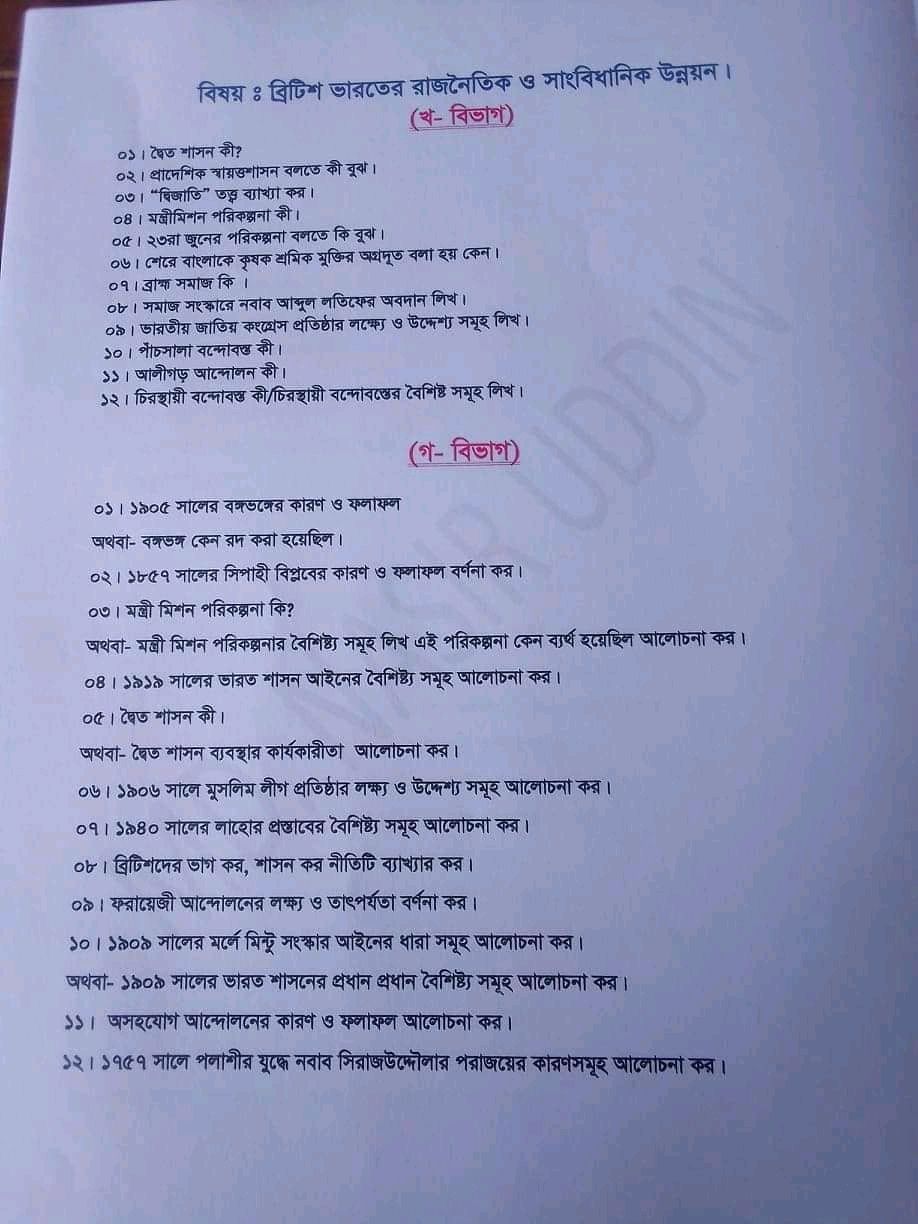 বিষয় ঃ ব্রিটিশ ভারতের রাজনৈতিক ও সাংবিধানিক উন্নয়ন।
(খ- বিভাগ)
০১। দ্বৈত শাসন কী?
০২। প্রাদেশিক স্বায়ত্তশাসন বলতে কী বুঝ।
০৩। “দ্বিজাতি” তত্ত্ব ব্যাখ্যা কর।
০৪। মন্ত্রীমিশন পরিকল্পনা কী।
০৫। ২৩রা জুনের পরিকল্পনা বলতে কি বুঝ।
০৬। শেরে বাংলাকে কৃষক শ্রমিক মুক্তির অগ্রদূত বলা হয় কেন।
০৭। ব্রাহ্ম সমাজ কি ।
০৮। সমাজ সংস্কারে নবাব আব্দুল লতিফের অবদান লিখ।
০৯। ভারতীয় জাতিয় কংগ্রেস প্রতিষ্ঠার লক্ষ্যে ও উদ্দেশ্য সমূহ লিখ।
১০। পাঁচসালা বন্দোবস্ত কী।
১১। আলীগড় আন্দোলন কী।
১২। চিরস্থায়ী বন্দোবস্ত কী/চিরস্থায়ী বন্দোবস্তের বৈশিষ্ট সমূহ লিখ।
(গ- বিভাগ)
০১। ১৯০৫ সালের বঙ্গভঙ্গের কারণ ও ফলাফল
অথবা- বঙ্গভঙ্গ কেন রদ করা হয়েছিল।
০২। ১৮৫৭ সালের সিপাহী বিপ্লবের কারণ ও ফলাফল বর্ণনা কর।
০৩। মন্ত্রী মিশন পরিকল্পনা কি?
অথবা- মন্ত্রী মিশন পরিকল্পনার বৈশিষ্ট্য সমূহ লিখ এই পরিকল্পনা কেন ব্যর্থ হয়েছিল আলোচনা কর।
০৪। ১৯১৯ সালের ভারত শাসন আইনের বৈশিষ্ট্য সমূহ আলোচনা কর।
০৫। দ্বৈত শাসন কী।
অথবা- দ্বৈত শাসন ব্যবস্থার কার্যকারীতা আলোচনা কর।
০৬। ১৯০৬ সালে মুসলিম লীগ প্রতিষ্ঠার লক্ষ্য ও উদ্দেশ্য সমূহ আলোচনা কর।
০৭। ১৯৪০ সালের লাহোর প্রস্তাবের বৈশিষ্ট্য সমূহ আলোচনা কর।
০৮। ব্রিটিশদের ভাগ কর, শাসন কর নীতিটি ব্যাখ্যার কর।
০৯। ফরায়েজী আন্দোলনের লক্ষ্য ও তাৎপর্যতা বর্ণনা কর।
১০। ১৯০৯ সালের মর্লে মিন্টু সংস্কার আইনের ধারা সমূহ আলোচনা কর।
অথবা- ১৯০৯ সালের ভারত শাসনের প্রধান প্রধান বৈশিষ্ট্য সমূহ আলোচনা কর।
১১। অসহযোগ আন্দোলনের কারণ ও ফলাফল আলোচনা কর।
১২। ১৭৫৭ সালে পলাশীর যুদ্ধে নবাব সিরাজউদ্দৌলার পরাজয়ের কারণসমূহ আলোচনা কর।
NASIR UDDIN